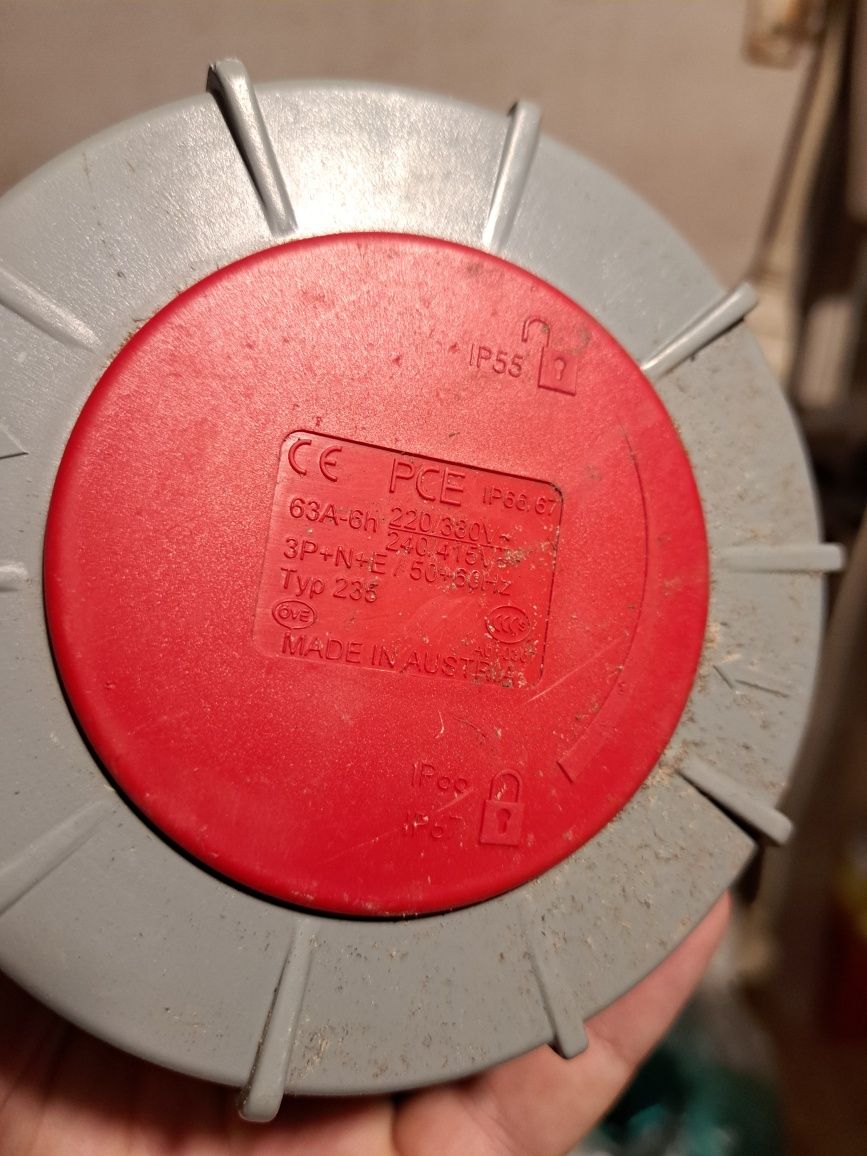 IP55
CE PCE IP66/67
63A-6h 220/380V~
240/415V~
3P+N+E / 50+60Hz
Typ 235
ÖVE
MADE IN AUSTRIA
IP66
IP67